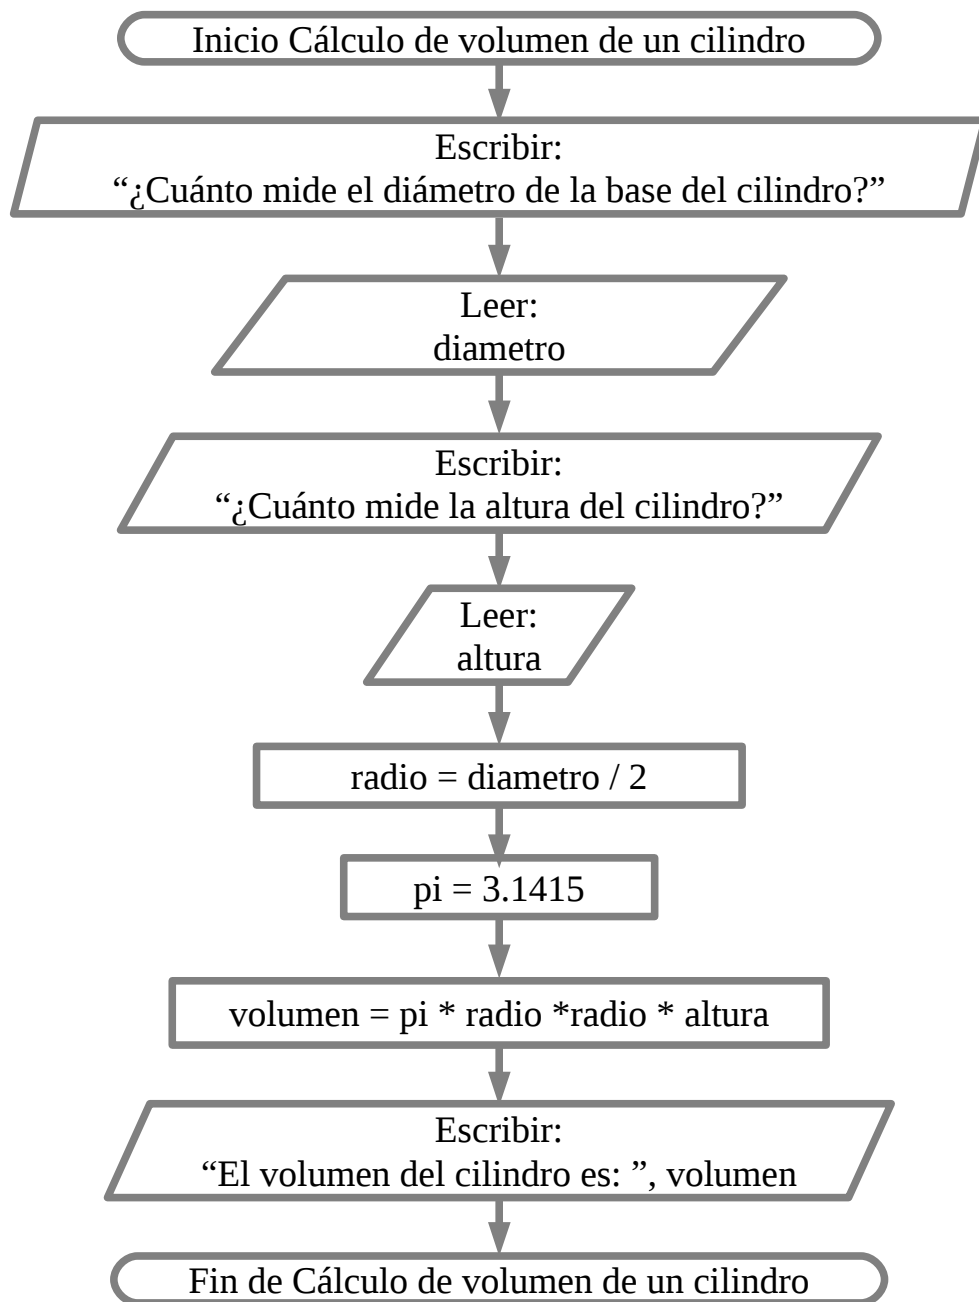 Inicio Cálculo de volumen de un cilindro
Escribir:
“¿Cuánto mide el diámetro de la base del cilindro?”
Leer:
diametro
Escribir:
“¿Cuánto mide la altura del cilindro?”
Leer:
altura
radio = diametro / 2
pi = 3.1415
volumen = pi * radio *radio * altura
Escribir:
“El volumen del cilindro es: ”, volumen
Fin de Cálculo de volumen de un cilindro